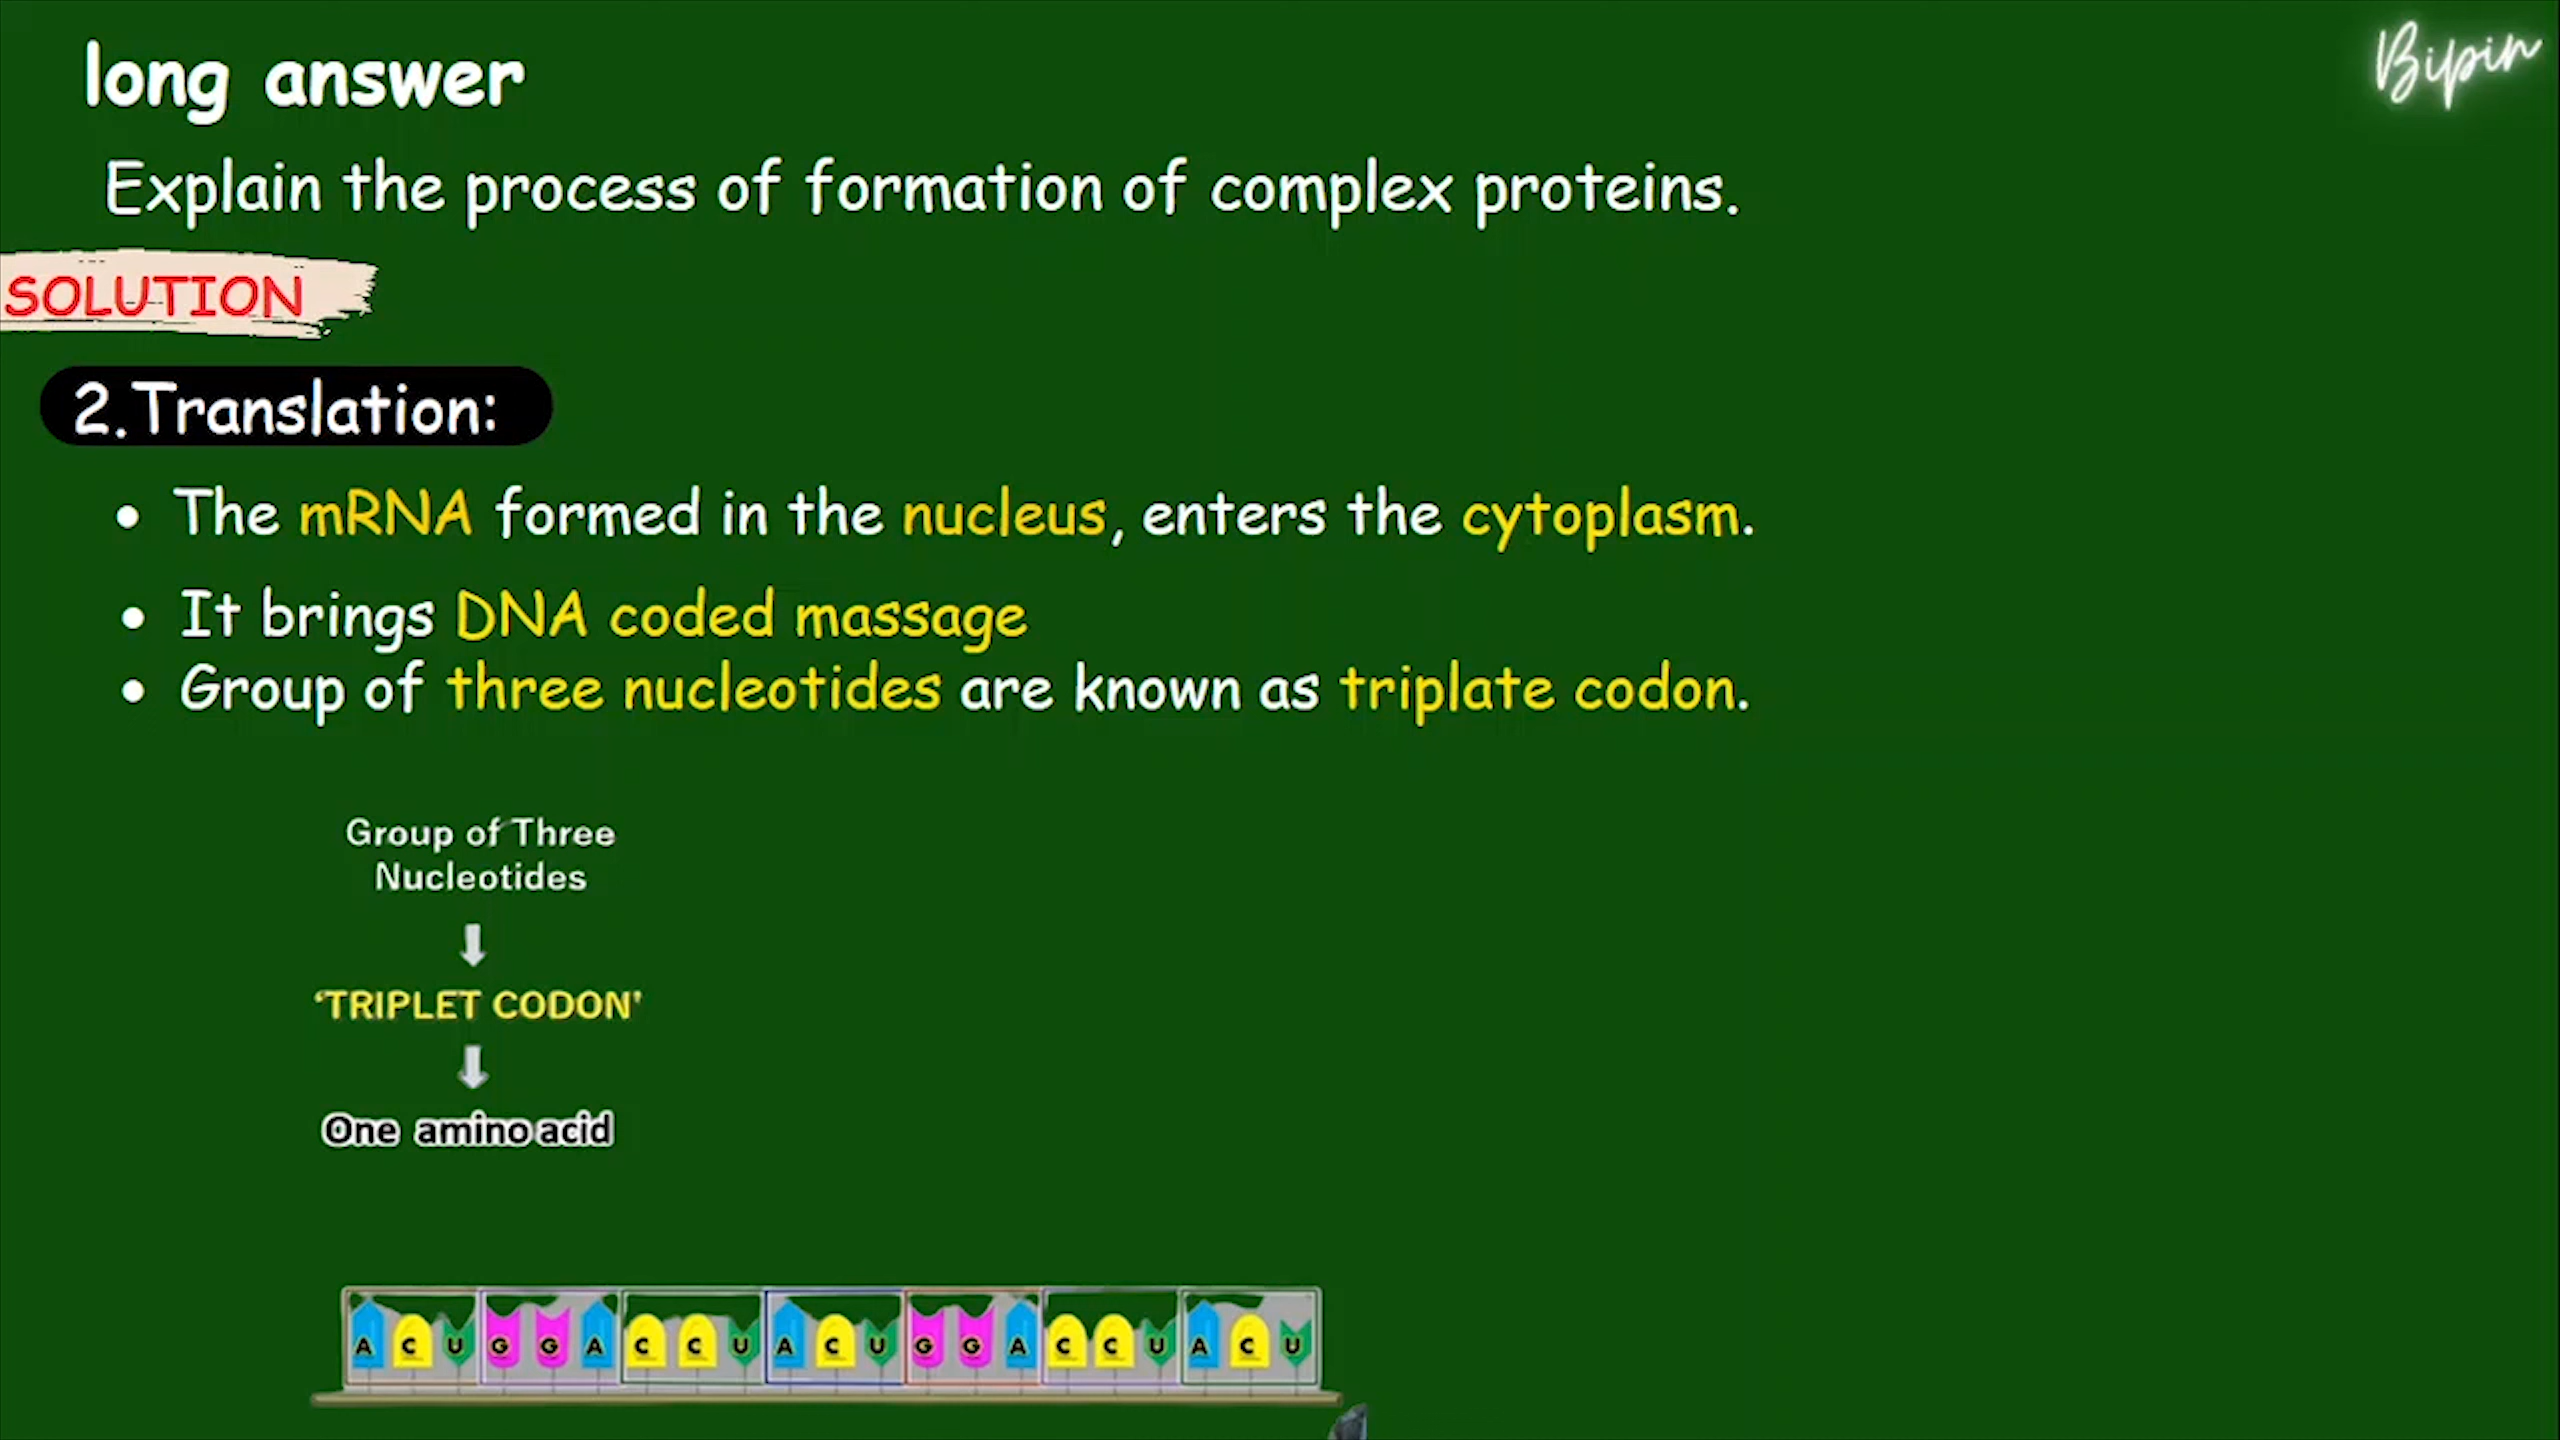 long answer
Bipin
Explain the process of formation of complex proteins.
SOLUTION
2.Translation:
• The mRNA formed in the nucleus, enters the cytoplasm.
• It brings DNA coded massage
• Group of three nucleotides are known as triplate codon.
Group of Three
Nucleotides
‘TRIPLET CODON'
One amino acid
A C U G G A C C U A C U G G A C C U A C U